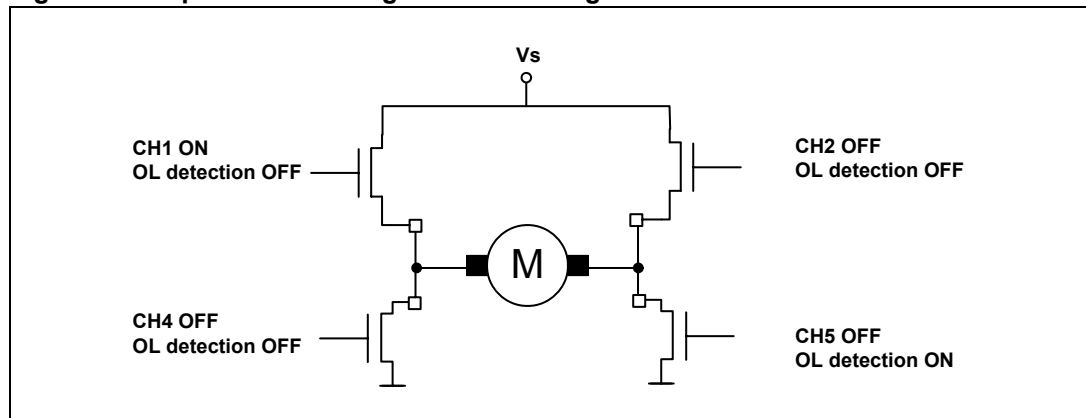 Vs
CH1 ON
OL detection OFF
CH2 OFF
OL detection OFF
M
CH4 OFF
OL detection OFF
CH5 OFF
OL detection ON